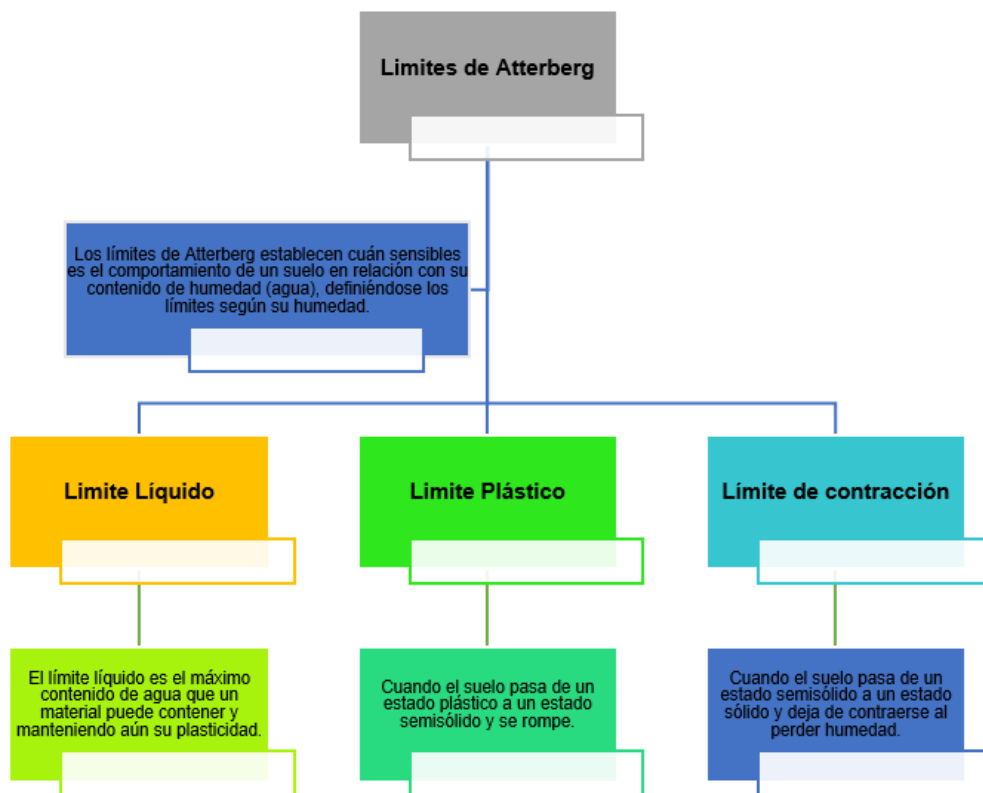 Limites de Atterberg
Los límites de Atterberg establecen cuán sensibles
es el comportamiento de un suelo en relación con su
contenido de humedad (agua), definiéndose los
límites según su humedad.
Limite Líquido
Limite Plástico
Límite de contracción
El límite líquido es el máximo
contenido de agua que un
material puede contener y
manteniendo aún su plasticidad.
Cuando el suelo pasa de un
estado plástico a un estado
semisólido y se rompe.
Cuando el suelo pasa de un
estado semisólido a un estado
sólido y deja de contraerse al
perder humedad.